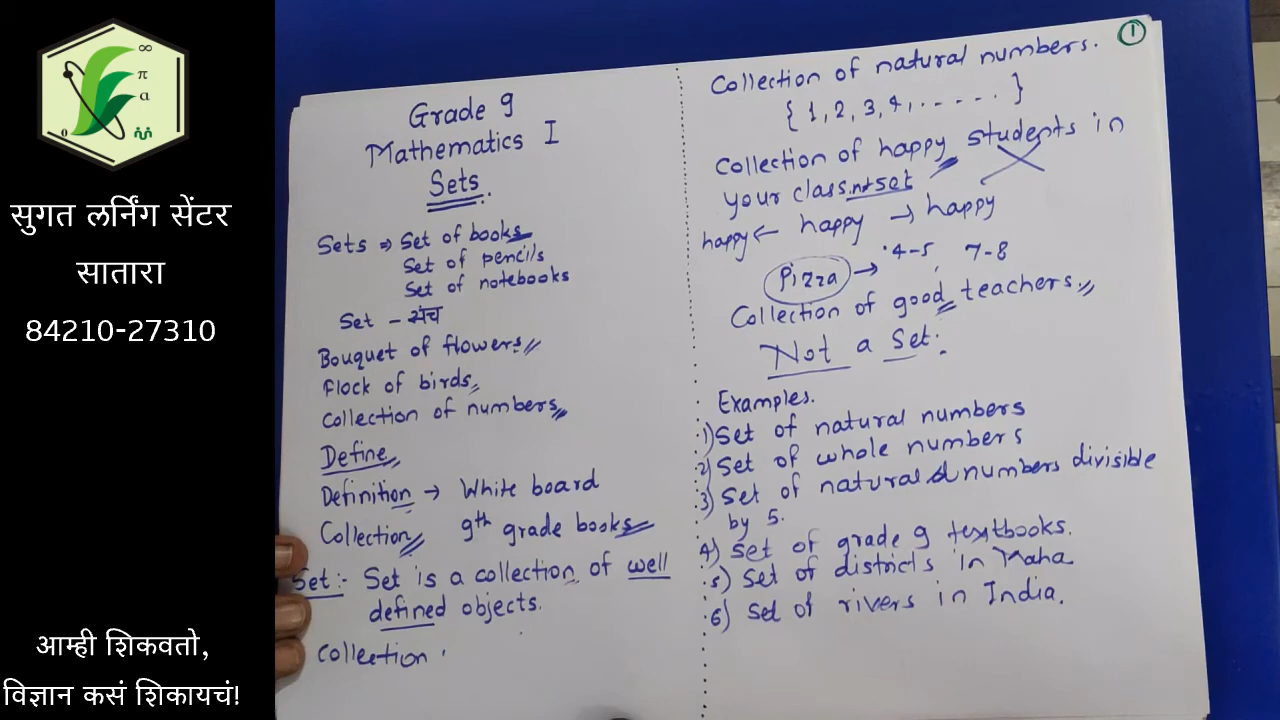 ∞
π
α
सुगत लर्निंग सेंटर
सातारा
84210-27310
आम्ही शिकवतो,
विज्ञान कसं शिकायचं!
Grade 9
Mathematics I
Sets.
Sets ⇒ Set of books
Set of pencils
Set of notebooks
Set - संच
Bouquet of flowers
Flock of birds
Collection of numbers
Define
Definition → White board
Collection 9th grade books
Set:- Set is a collection of well
defined objects.
Collection
1
Collection of natural numbers.
{ 1, 2, 3, 4, ..... }
Collection of happy students in
your class. not set
happy ← happy → happy
Pizza → 4-5 7-8
Collection of good teachers
Not a Set.
Examples.
1) Set of natural numbers
2) Set of whole numbers
3) Set of natural numbers divisible
by 5.
4) Set of grade 9 textbooks.
5) Set of districts in Maha
6) Set of rivers in India.